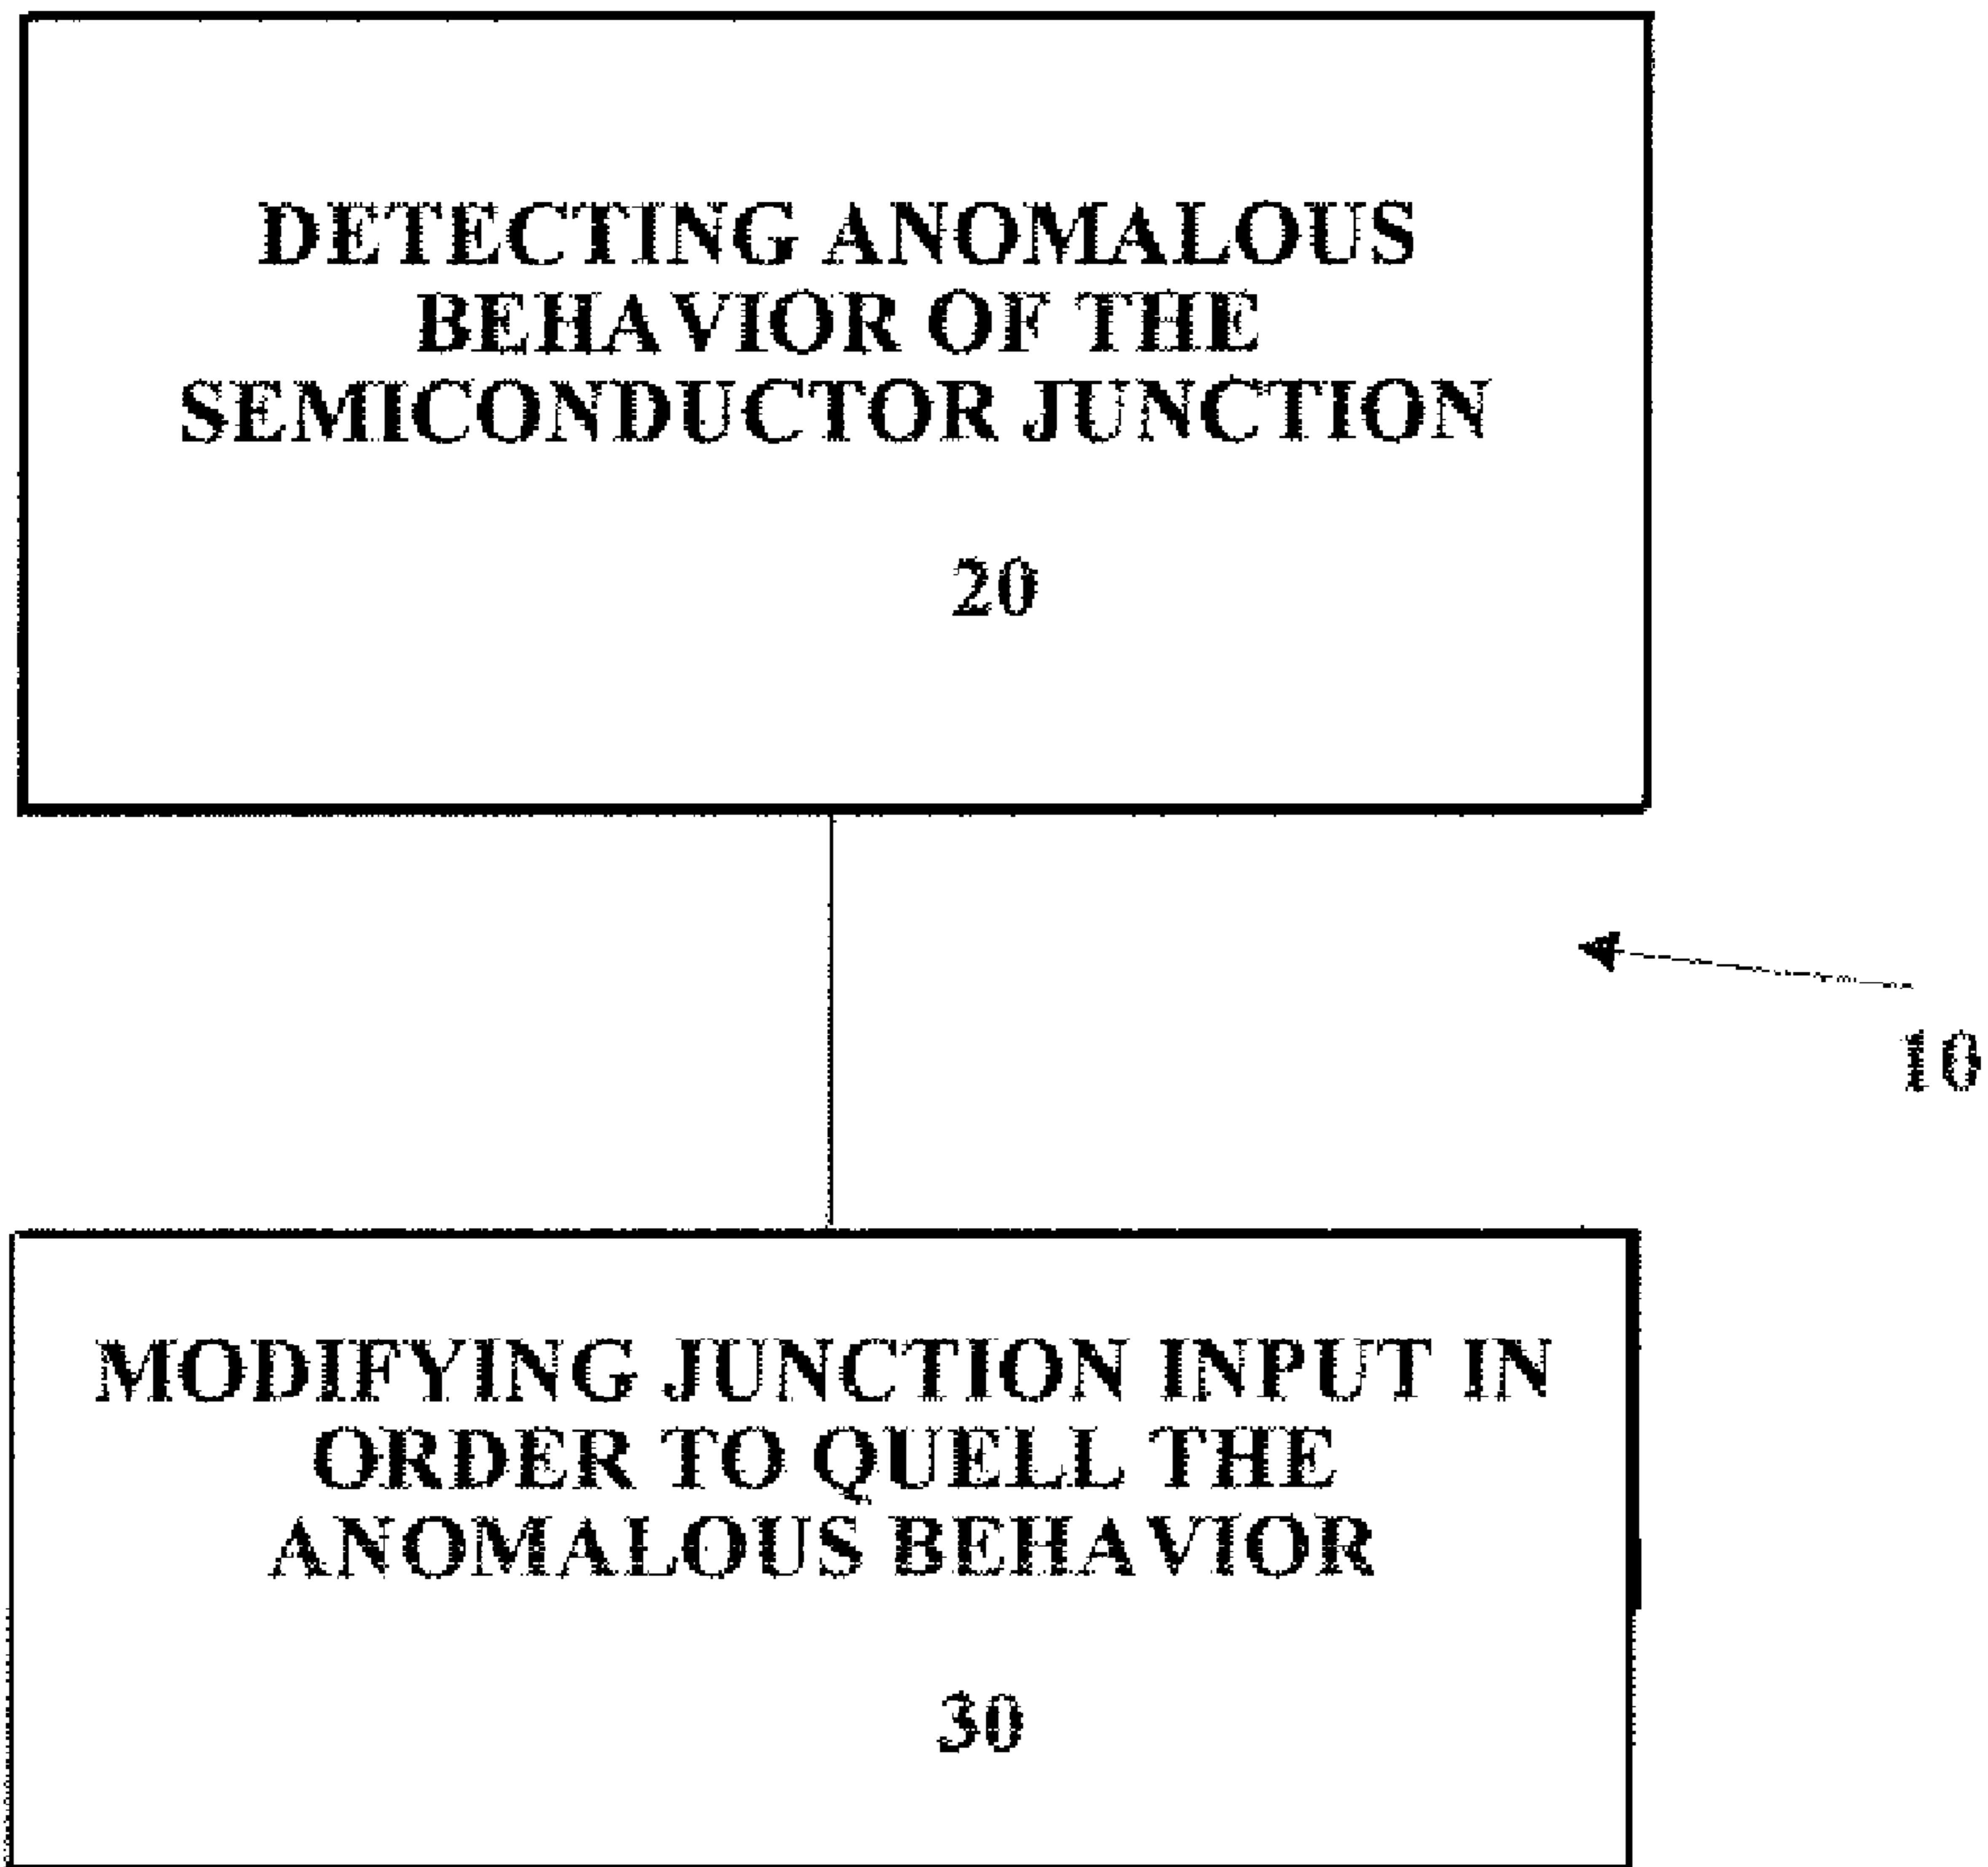 DETECTING ANOMALOUS
BEHAVIOR OF THE
SEMICONDUCTOR JUNCTION
20
10
MODIFYING JUNCTION INPUT IN
ORDER TO QUELL THE
ANOMALOUS BEHAVIOR
30